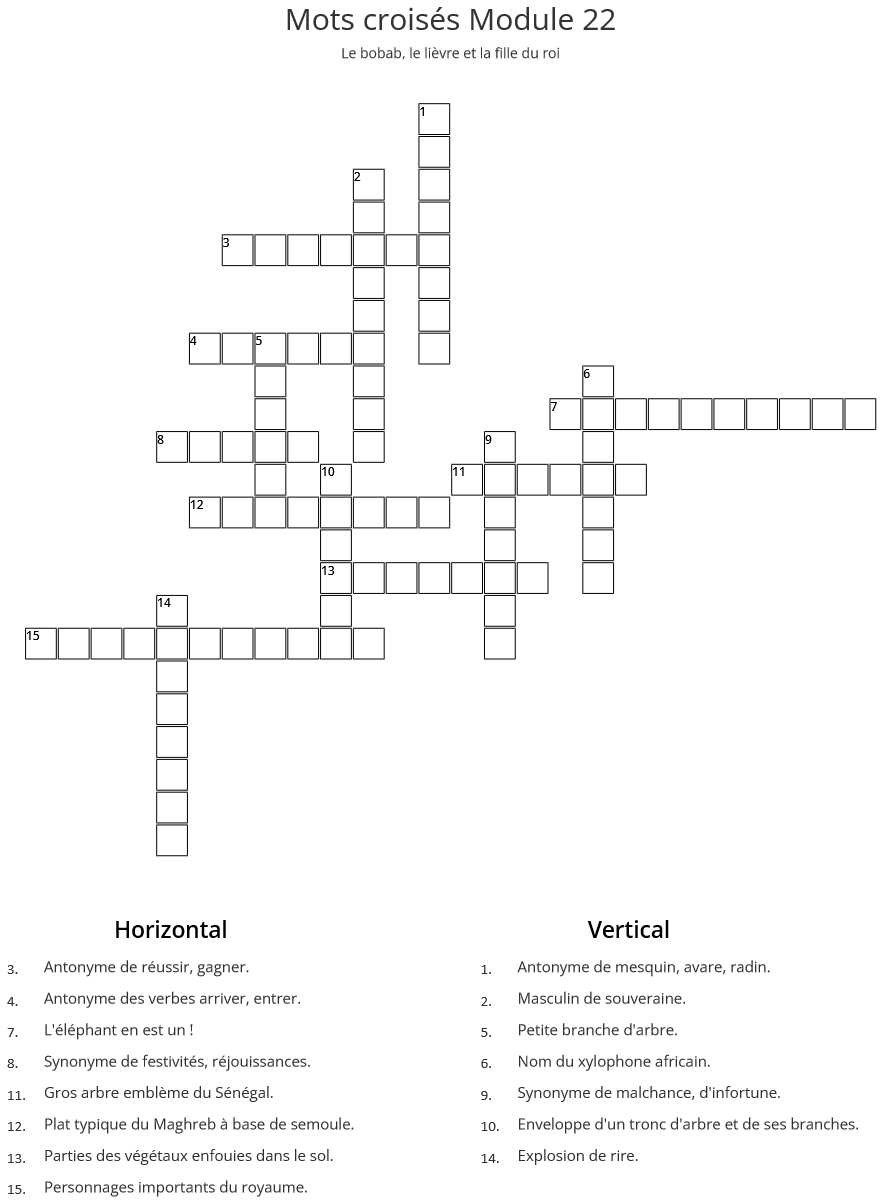 Mots croisés Module 22
Le bobab, le lièvre et la fille du roi
1
2
3
4 5
6
7
8 9
10 11
12
13
14
15
Horizontal
3. Antonyme de réussir, gagner.
4. Antonyme des verbes arriver, entrer.
7. L'éléphant en est un !
8. Synonyme de festivités, réjouissances.
11. Gros arbre emblème du Sénégal.
12. Plat typique du Maghreb à base de semoule.
13. Parties des végétaux enfouies dans le sol.
15. Personnages importants du royaume.
Vertical
1. Antonyme de mesquin, avare, radin.
2. Masculin de souveraine.
5. Petite branche d'arbre.
6. Nom du xylophone africain.
9. Synonyme de malchance, d'infortune.
10. Enveloppe d'un tronc d'arbre et de ses branches.
14. Explosion de rire.